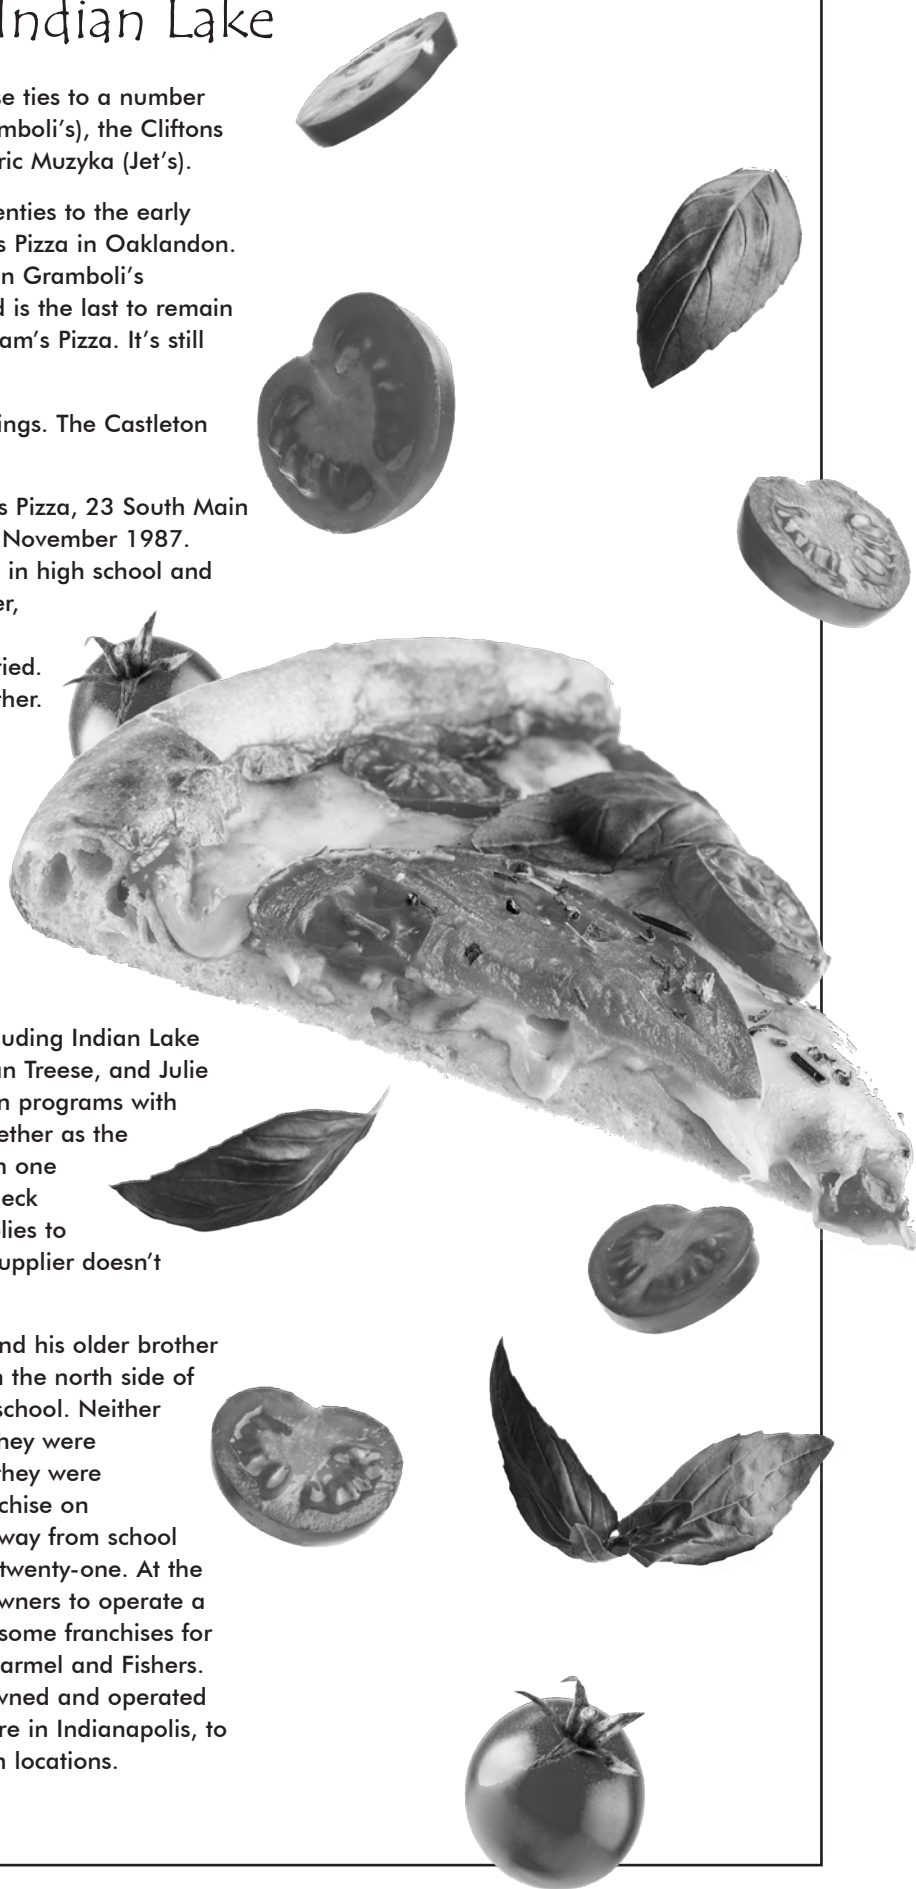 Indian Lake
se ties to a number
mboli's), the Cliftons
ric Muzyka (Jet's).
enties to the early
s Pizza in Oaklandon.
n Gramboli's
d is the last to remain
am's Pizza. It's still
ings. The Castleton
s Pizza, 23 South Main
November 1987.
in high school and
er,
ried.
ther.
uding Indian Lake
an Treese, and Julie
n programs with
ether as the
n one
eck
lies to
upplier doesn't
nd his older brother
n the north side of
school. Neither
hey were
they were
chise on
way from school
twenty-one. At the
wners to operate a
some franchises for
armel and Fishers.
wned and operated
re in Indianapolis, to
n locations.